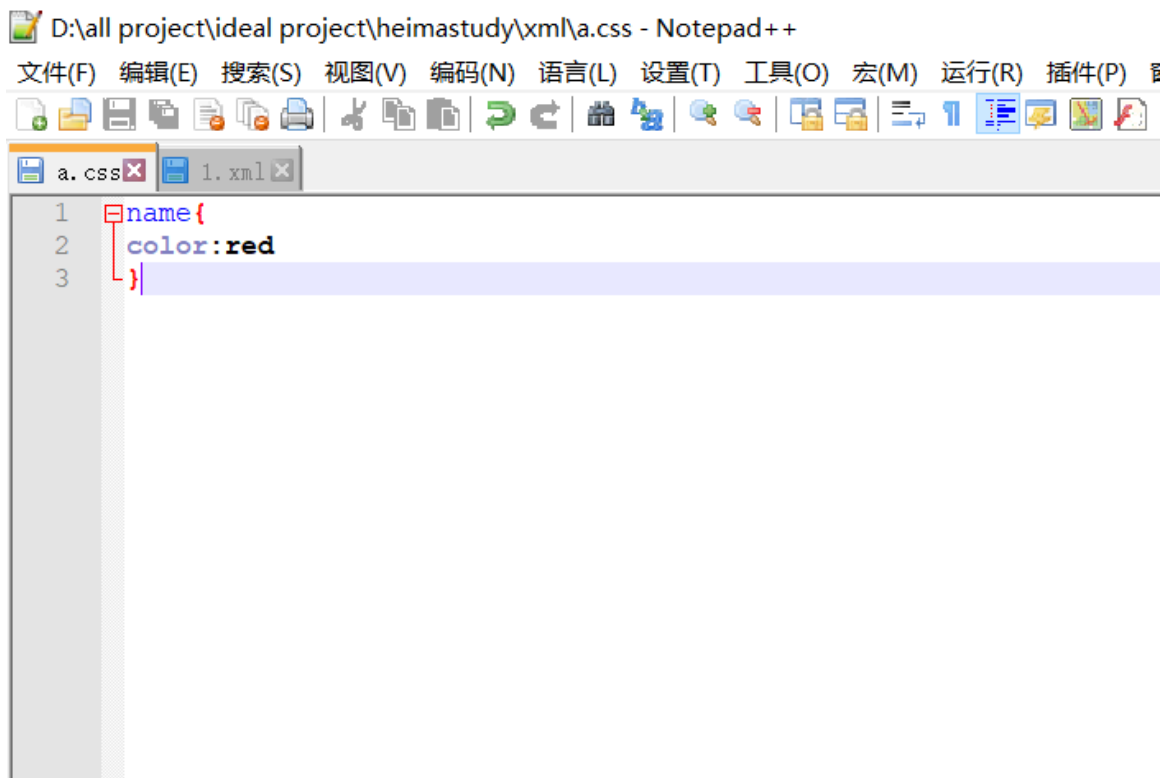 D:\all project\ideal project\heimastudy\xml\a.css - Notepad++
文件(F) 编辑(E) 搜索(S) 视图(V) 编码(N) 语言(L) 设置(T) 工具(O) 宏(M) 运行(R) 插件(P)
a.css 1.xml
1 name{
2 color:red
3 }